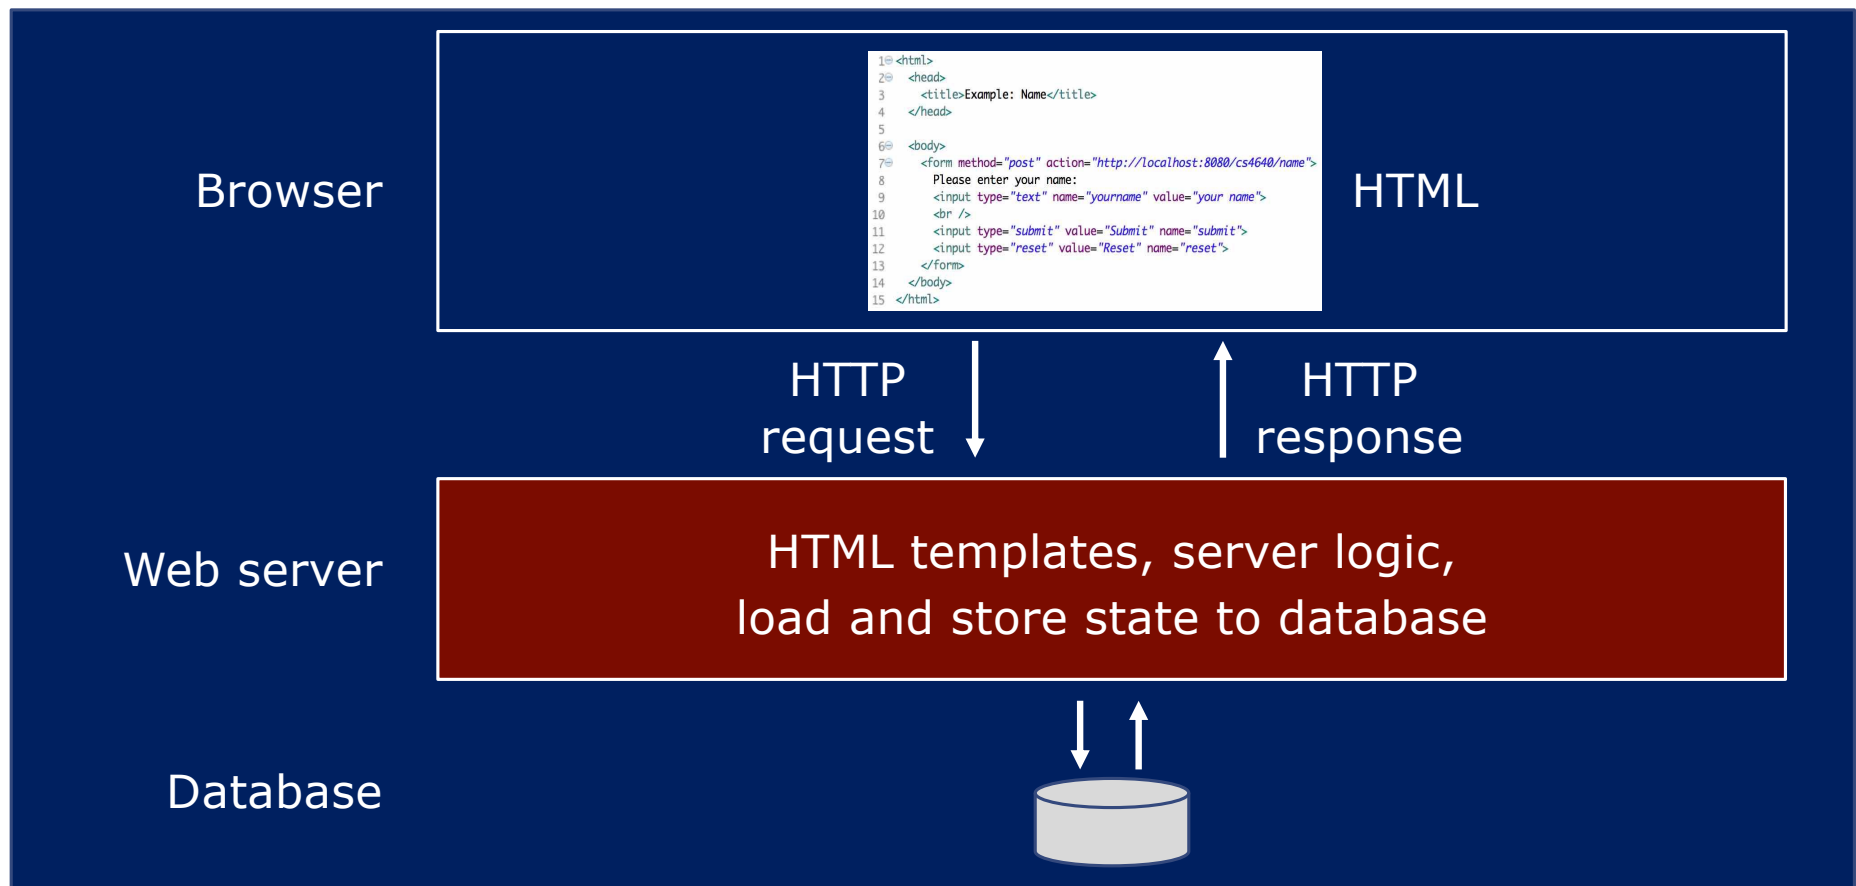 Browser
1 <html>
2   <head>
3     <title>Example: Name</title>
4   </head>
5
6   <body>
7     <form method="post" action="http://localhost:8080/cs4640/name">
8       Please enter your name:
9       <input type="text" name="yourname" value="your name">
10       <br />
11       <input type="submit" value="Submit" name="submit">
12       <input type="reset" value="Reset" name="reset">
13     </form>
14   </body>
15 </html>
HTML
HTTP
request
HTTP
response
Web server
HTML templates, server logic,
load and store state to database
Database